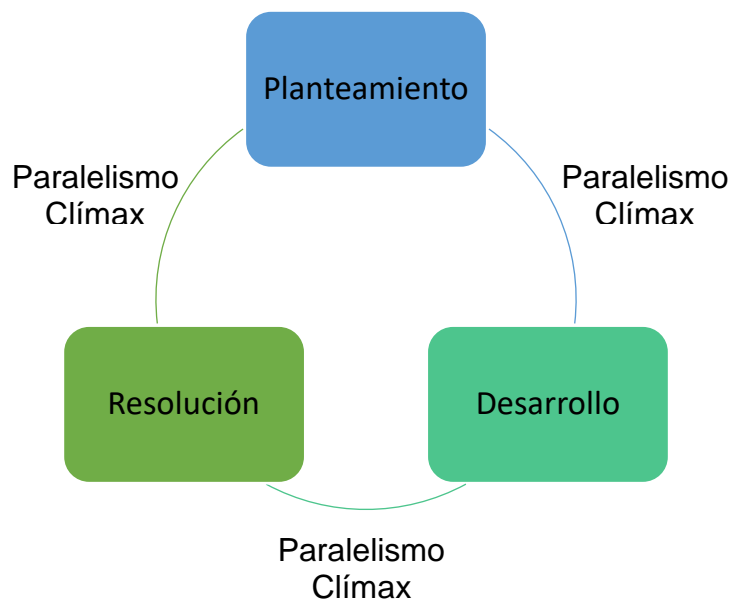 Planteamiento
Paralelismo
Clímax
Paralelismo
Clímax
Resolución
Desarrollo
Paralelismo
Clímax